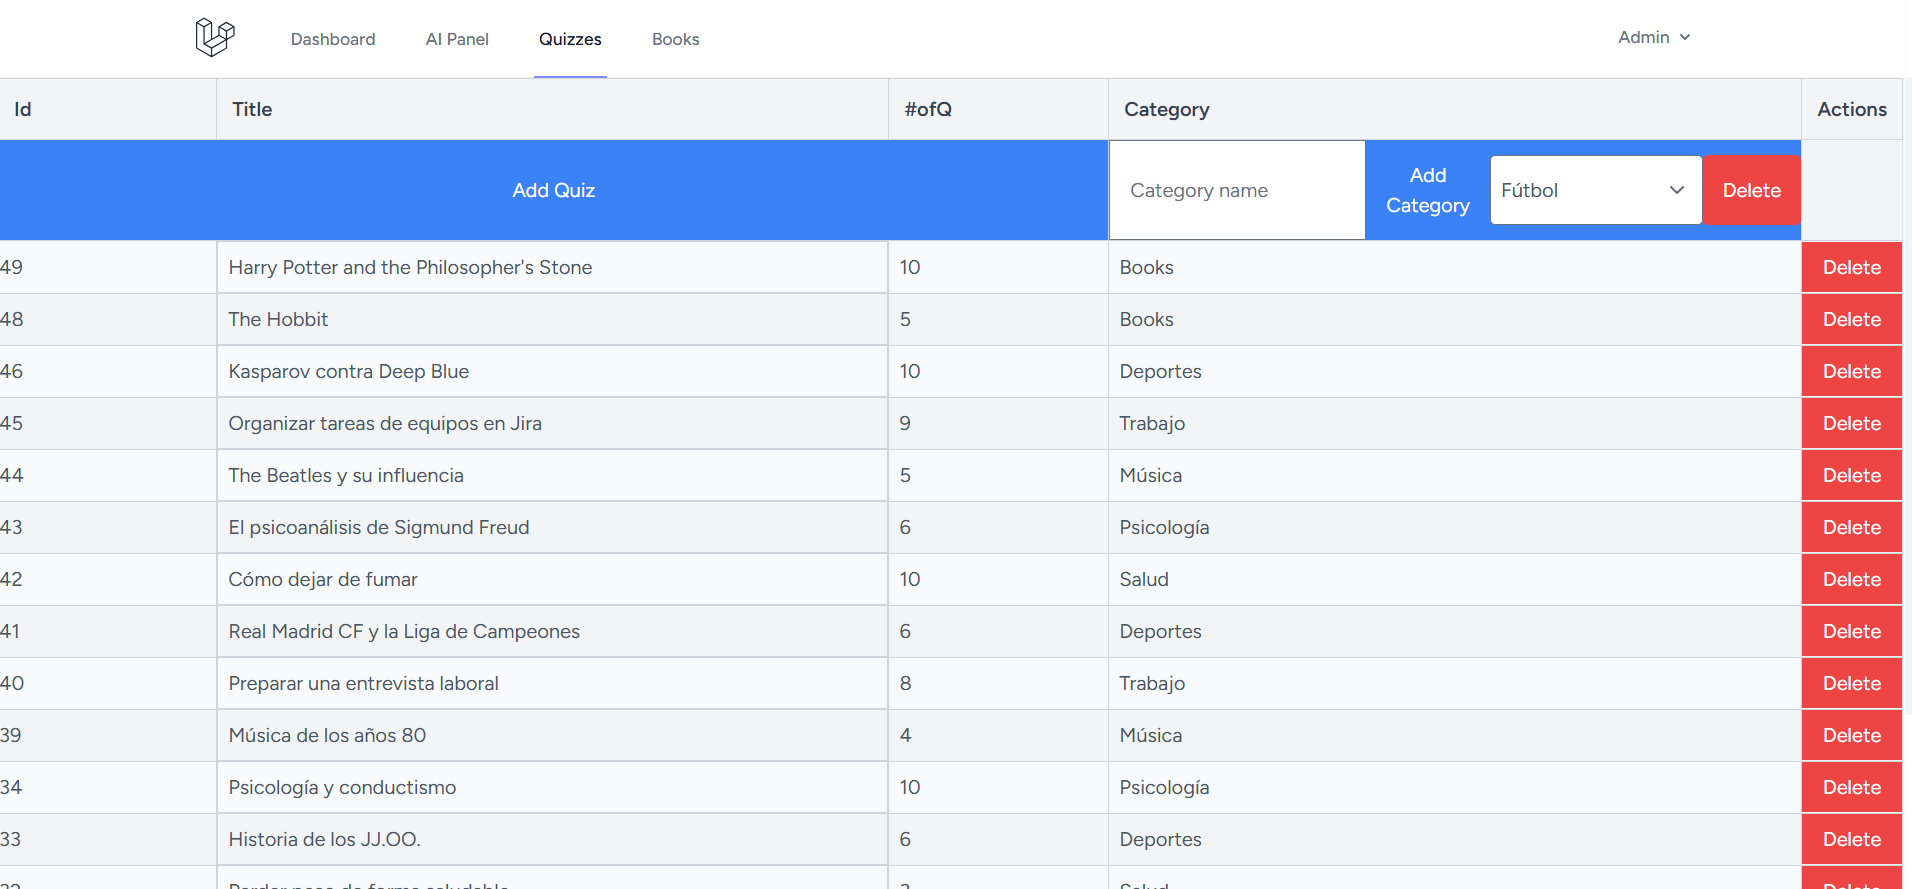 Dashboard AI Panel Quizzes Books Admin
Id Title #ofQ Category Actions
Add Quiz Category name Add Category Fútbol Delete
49 Harry Potter and the Philosopher's Stone 10 Books Delete
48 The Hobbit 5 Books Delete
46 Kasparov contra Deep Blue 10 Deportes Delete
45 Organizar tareas de equipos en Jira 9 Trabajo Delete
44 The Beatles y su influencia 5 Música Delete
43 El psicoanálisis de Sigmund Freud 6 Psicología Delete
42 Cómo dejar de fumar 10 Salud Delete
41 Real Madrid CF y la Liga de Campeones 6 Deportes Delete
40 Preparar una entrevista laboral 8 Trabajo Delete
39 Música de los años 80 4 Música Delete
34 Psicología y conductismo 10 Psicología Delete
33 Historia de los JJ.OO. 6 Deportes Delete